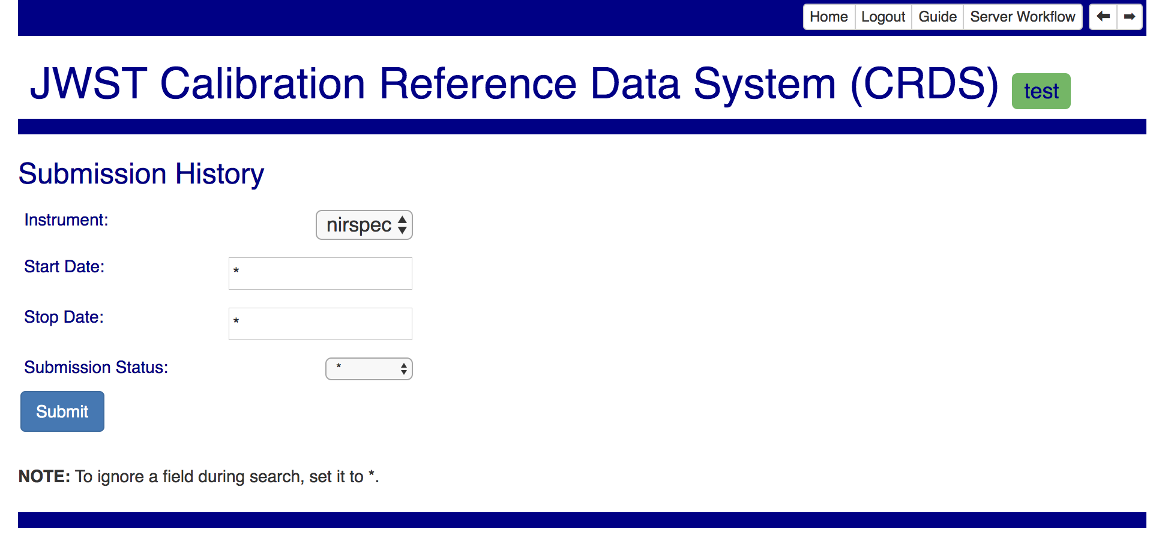 Home Logout Guide Server Workflow
JWST Calibration Reference Data System (CRDS) test
Submission History
Instrument: nirspec
Start Date: *
Stop Date: *
Submission Status: *
Submit
NOTE: To ignore a field during search, set it to *.